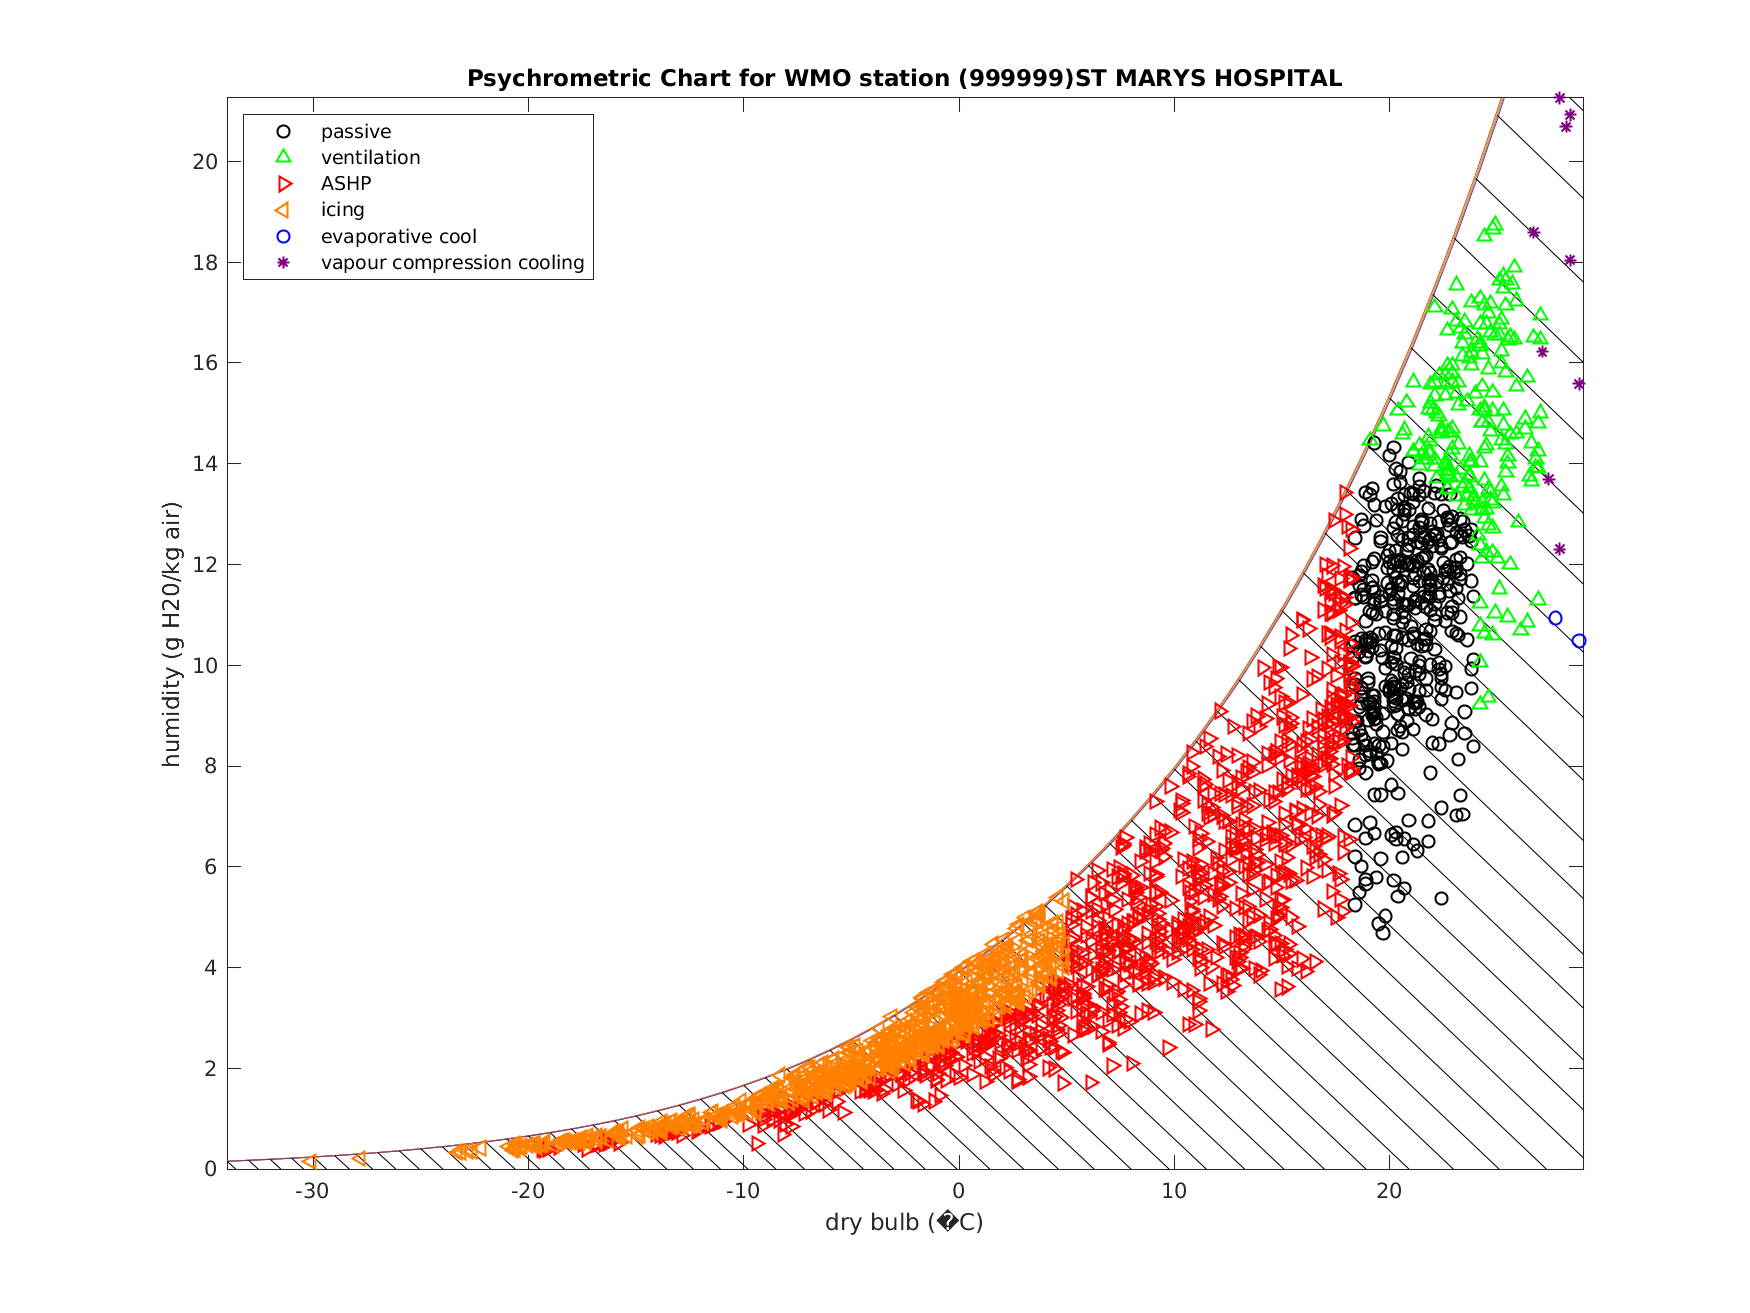 Psychrometric Chart for WMO station (999999)ST MARYS HOSPITAL
passive
ventilation
ASHP
icing
evaporative cool
vapour compression cooling
humidity (g H20/kg air)
20
18
16
14
12
10
8
6
4
2
0
-30 -20 -10 0 10 20
dry bulb (�C)